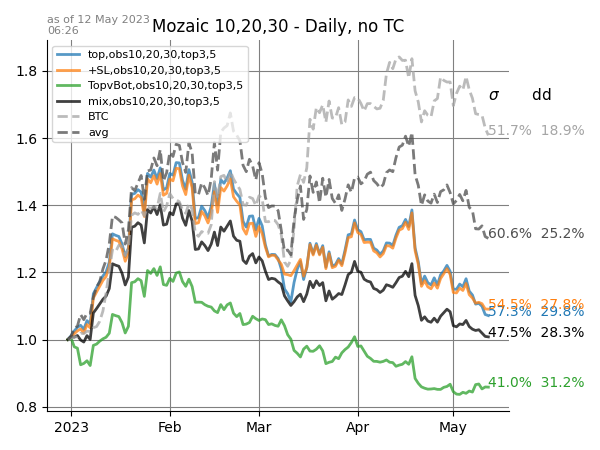 as of 12 May 2023
06:26
Mozaic 10,20,30 - Daily, no TC
top,obs10,20,30,top3,5
+SL,obs10,20,30,top3,5
TopvBot,obs10,20,30,top3,5
mix,obs10,20,30,top3,5
BTC
avg
σ dd
51.7% 18.9%
60.6% 25.2%
54.5% 27.8%
57.3% 29.8%
47.5% 28.3%
41.0% 31.2%
1.8
1.6
1.4
1.2
1.0
0.8
2023 Feb Mar Apr May